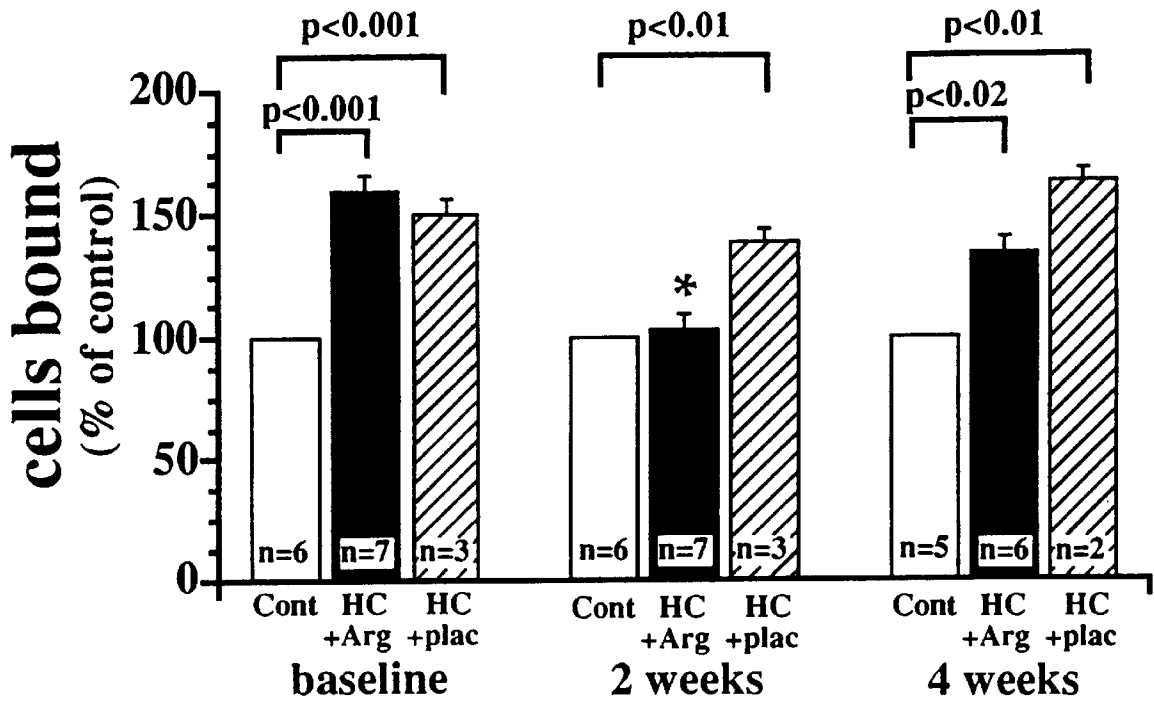 p<0.001
p<0.01
p<0.01
p<0.001
p<0.02
cells bound
(% of control)
200
150
100
50
0
*
n=6
n=7
n=3
n=6
n=7
n=3
n=5
n=6
n=2
Cont
HC
+Arg
HC
+plac
Cont
HC
+Arg
HC
+plac
Cont
HC
+Arg
HC
+plac
baseline
2 weeks
4 weeks